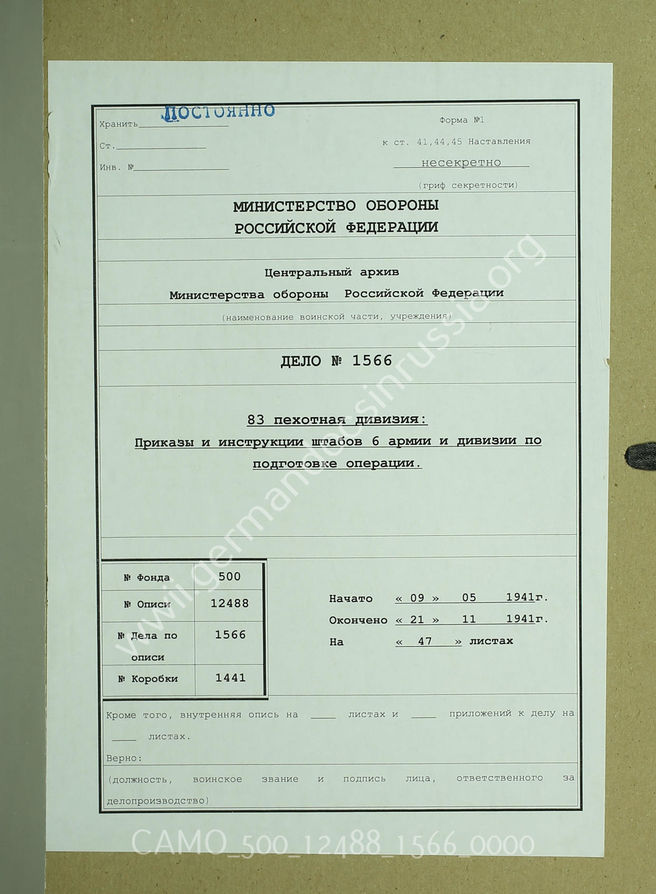 Хранить ПОСТОЯННО
Форма №1
Ст.
к ст. 41,44,45 Наставления
Инв. №
несекретно
(гриф секретности)
МИНИСТЕРСТВО ОБОРОНЫ
РОССИЙСКОЙ ФЕДЕРАЦИИ
Центральный архив
Министерства обороны Российской Федерации
(наименование воинской части, учреждения)
ДЕЛО № 1566
83 пехотная дивизия:
Приказы и инструкции штабов 6 армии и дивизии по
подготовке операции.
№ Фонда 500
№ Описи 12488
№ Дела по описи 1566
№ Коробки 1441
Начато « 09 » 05 1941г.
Окончено « 21 » 11 1941г.
На « 47 » листах
Кроме того, внутренняя опись на ____ листах и ____ приложений к делу на
____ листах.
Верно:
(должность, воинское звание и подпись лица, ответственного за
делопроизводство)
wwii.germandocsinrussia.org
CAMO_500_12488_1566_0000